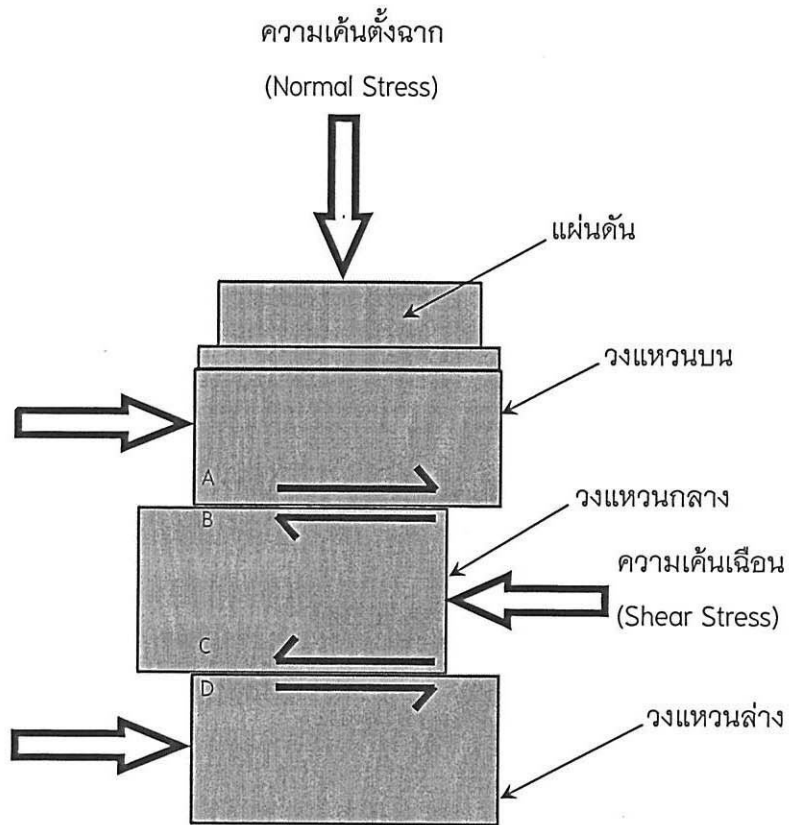 ความเค้นตั้งฉาก
(Normal Stress)
แผ่นดัน
วงแหวนบน
A
วงแหวนกลาง
B
ความเค้นเฉือน
(Shear Stress)
C
D
วงแหวนล่าง